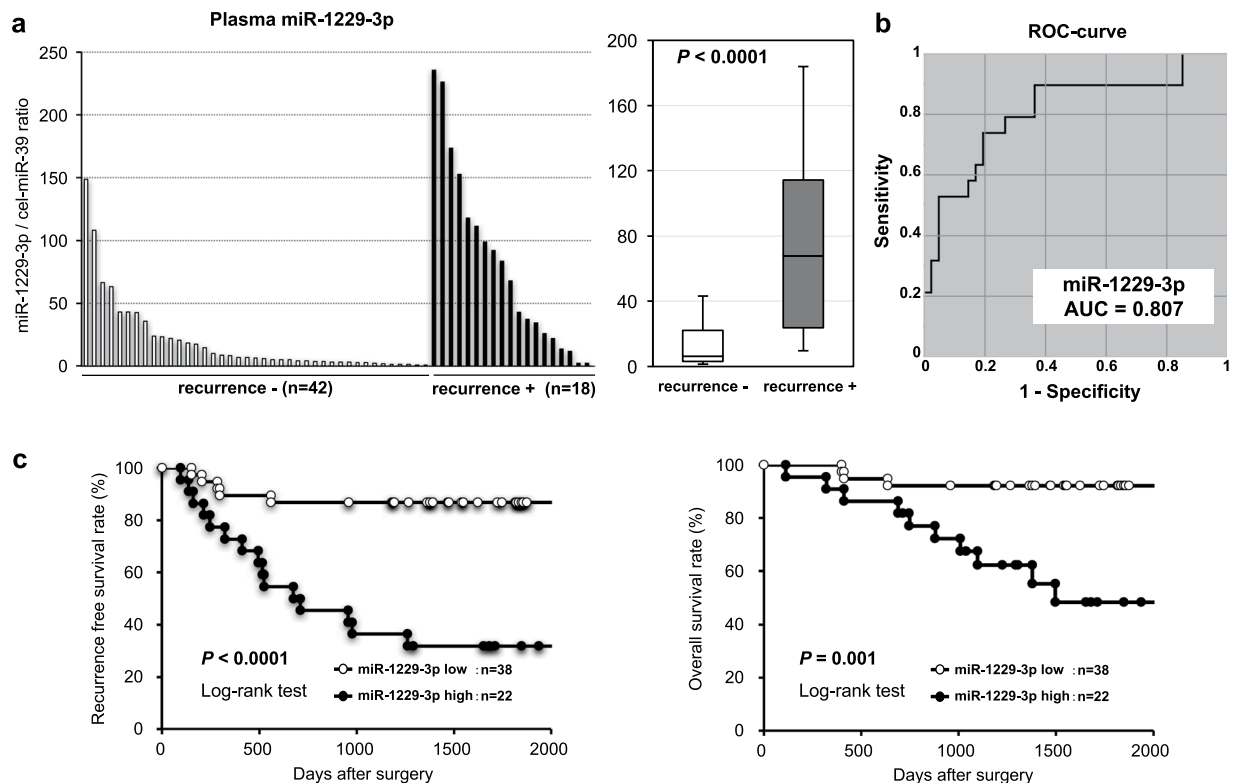 a
Plasma miR-1229-3p
miR-1229-3p / cel-miR-39 ratio
250
200
150
100
50
0
recurrence - (n=42)
recurrence + (n=18)
200
160
120
80
40
0
P < 0.0001
recurrence -
recurrence +
b
ROC-curve
Sensitivity
1
0.8
0.6
0.4
0.2
0
0.2
0.4
0.6
0.8
1
miR-1229-3p
AUC = 0.807
1 - Specificity
c
Recurrence free survival rate (%)
100
80
60
40
20
0
P < 0.0001
Log-rank test
miR-1229-3p low : n=38
miR-1229-3p high : n=22
0
500
1000
1500
2000
Days after surgery
Overall survival rate (%)
100
80
60
40
20
0
P = 0.001
Log-rank test
miR-1229-3p low : n=38
miR-1229-3p high : n=22
0
500
1000
1500
2000
Days after surgery